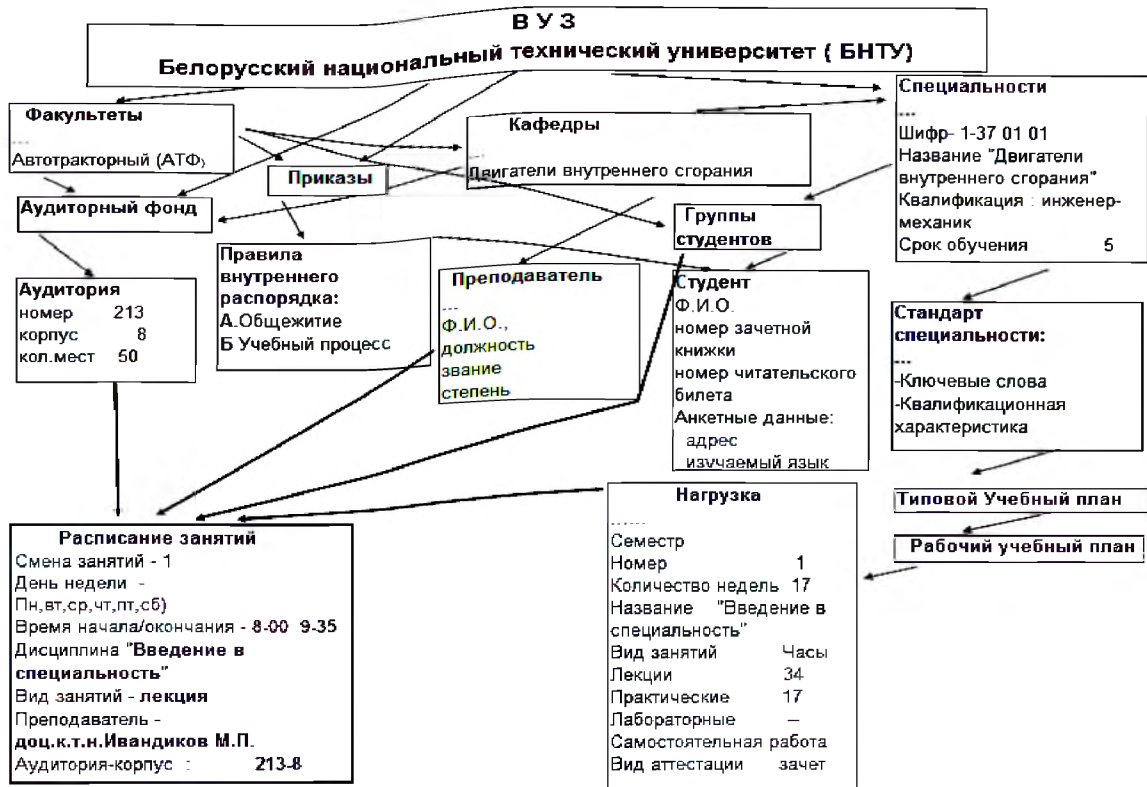 В У З
Белорусский национальный технический университет ( БНТУ)
Факультеты
...
Автотракторный (АТФ)
Кафедры
...
Двигатели внутреннего сгорания
Специальности
...
Шифр- 1-37 01 01
Название "Двигатели
внутреннего сгорания"
Квалификация : инженер-
механик
Срок обучения 5
Приказы
Аудиторный фонд
Группы
студентов
Аудитория
номер 213
корпус 8
кол.мест 50
Правила
внутреннего
распорядка:
А.Общежитие
Б Учебный процесс
Преподаватель
...
Ф.И.О.,
должность
звание
степень
Студент
Ф.И.О.
номер зачетной
книжки
номер читательского
билета
Анкетные данные:
адрес
изучаемый язык
Стандарт
специальности:
...
-Ключевые слова
-Квалификационная
характеристика
Типовой Учебный план
Рабочий учебный план
Расписание занятий
Смена занятий - 1
День недели -
Пн,вт,ср,чт,пт,сб)
Время начала/окончания - 8-00 9-35
Дисциплина "Введение в
специальность"
Вид занятий - лекция
Преподаватель -
доц.к.т.н.Ивандиков М.П.
Аудитория-корпус : 213-8
Нагрузка
......
Семестр
Номер 1
Количество недель 17
Название "Введение в
специальность"
Вид занятий Часы
Лекции 34
Практические 17
Лабораторные –
Самостоятельная работа
Вид аттестации зачет